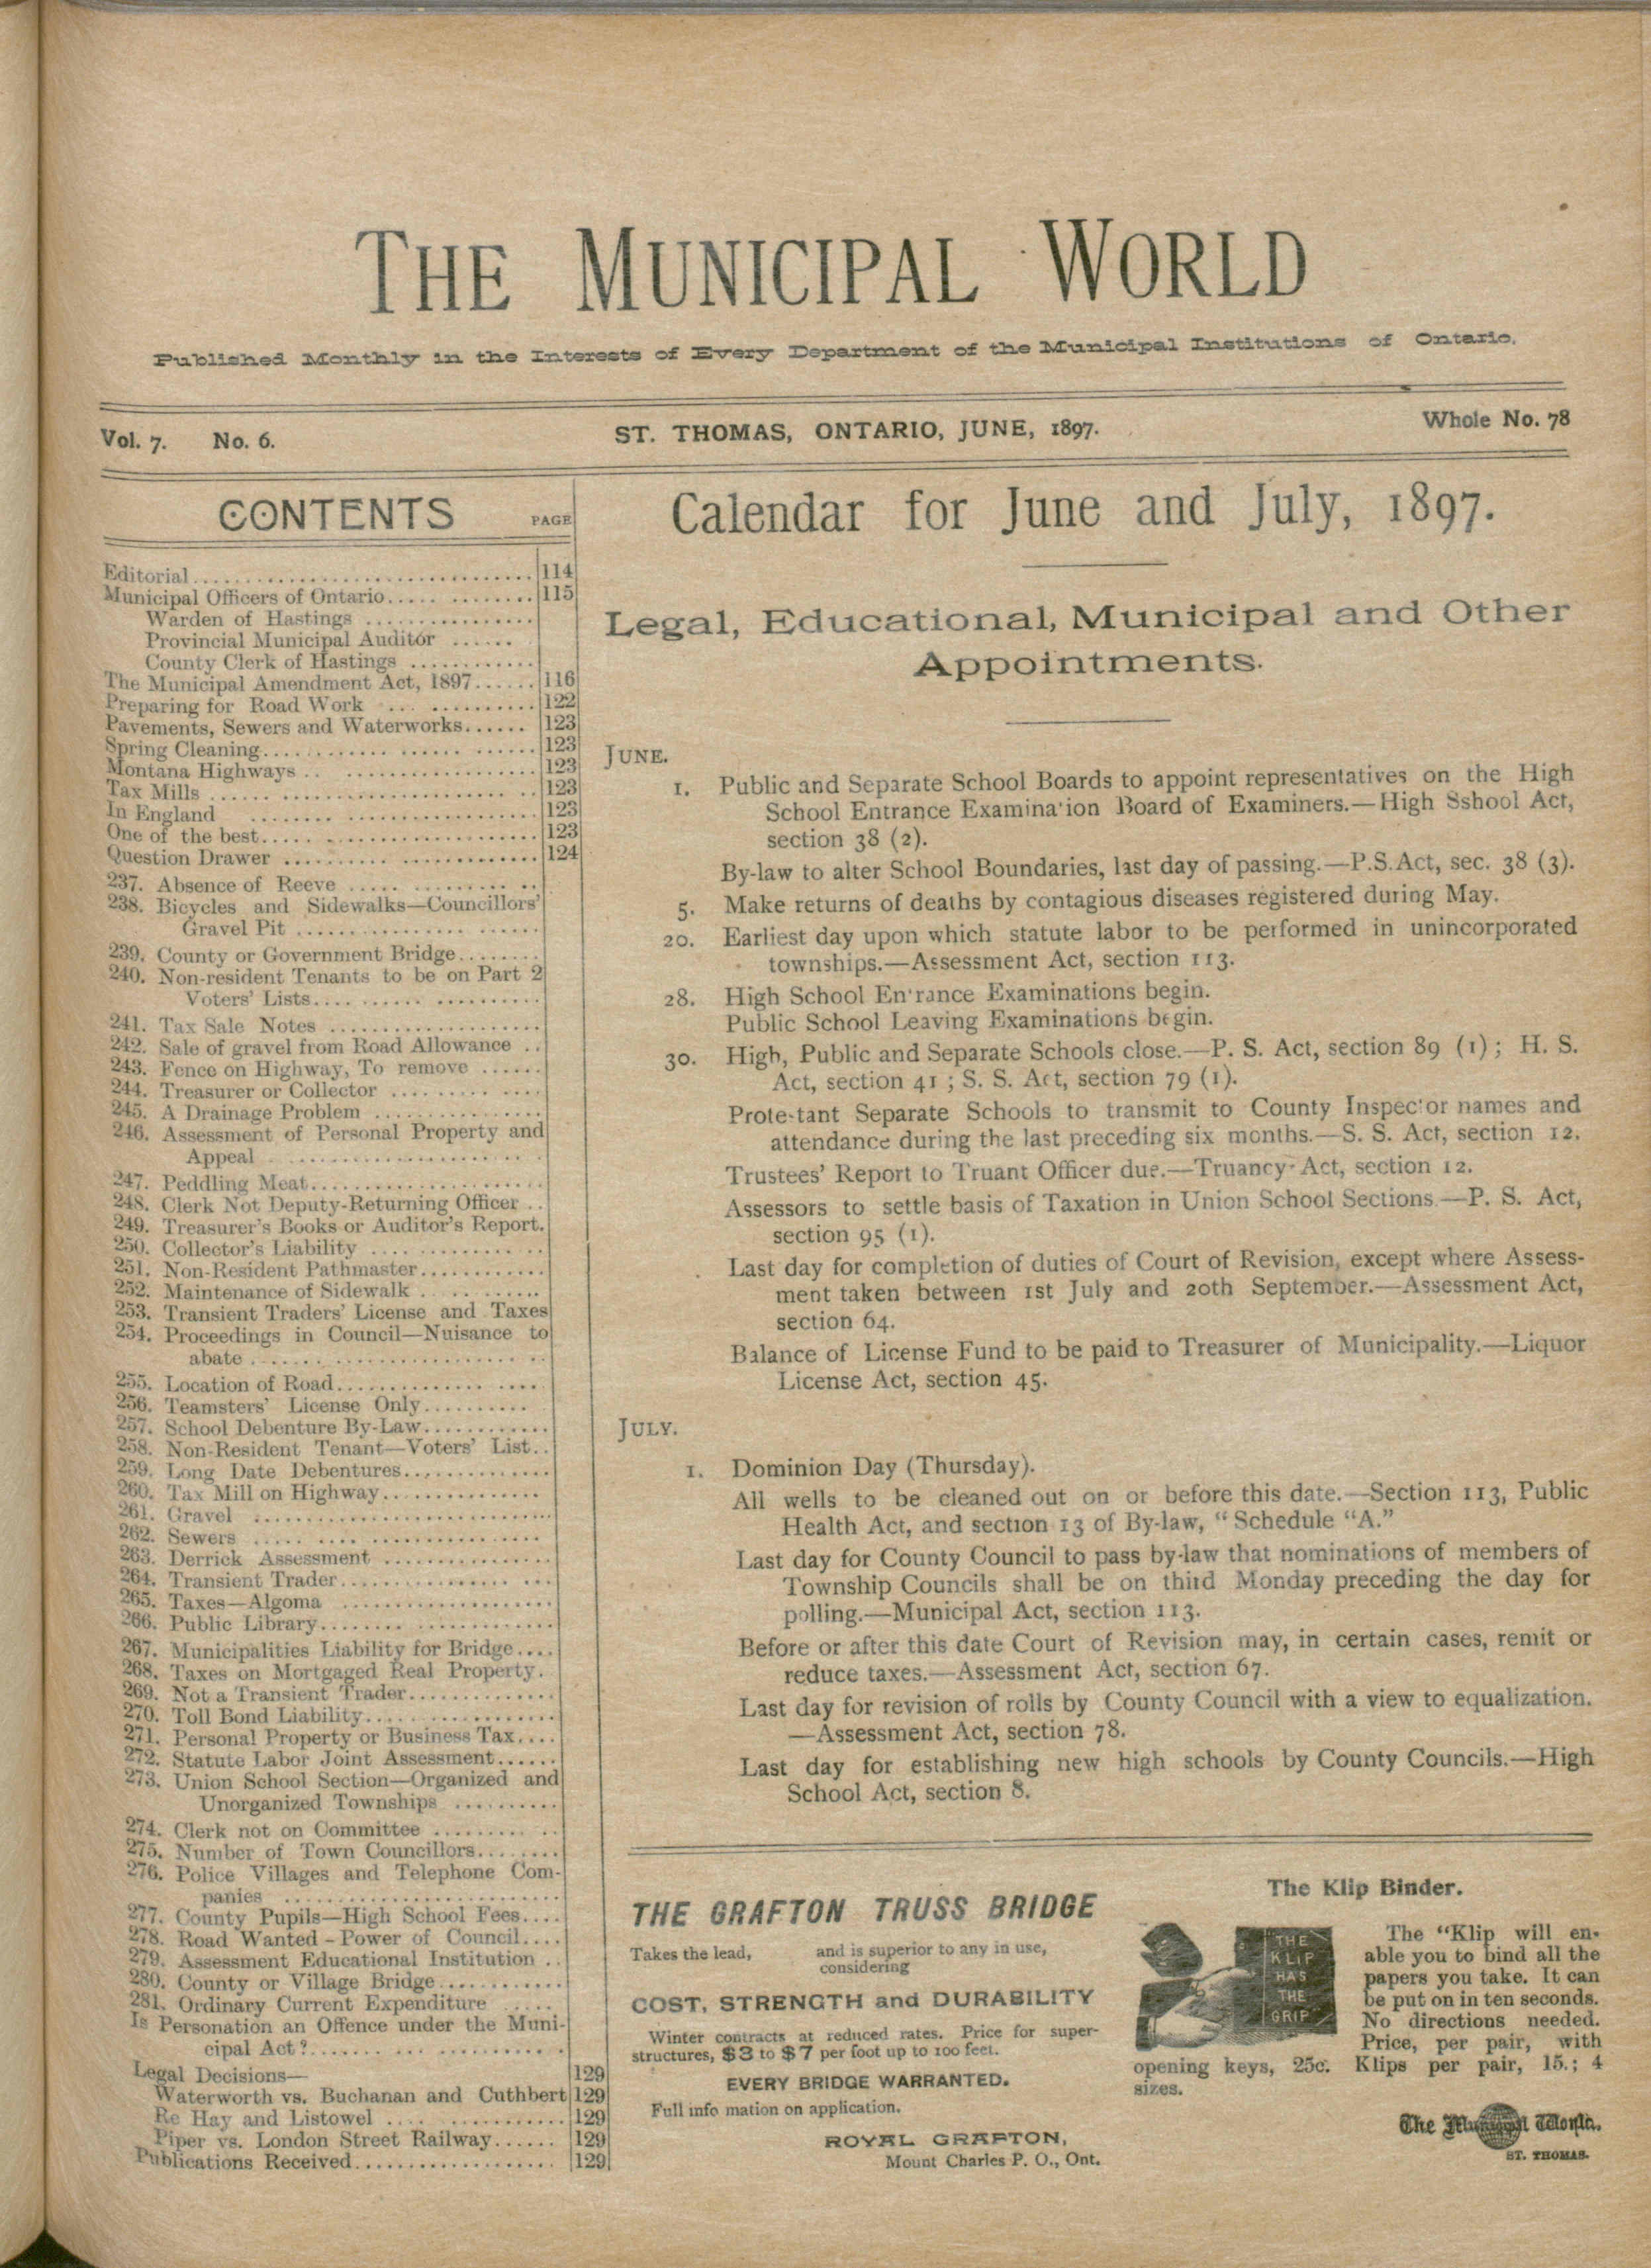 THE MUNICIPAL WORLD
Published Monthly in the Interests of Every Department of the Municipal Institutions of Ontario.
Vol. 7. No. 6.
ST. THOMAS, ONTARIO, JUNE, 1897.
Whole No. 78
CONTENTS PAGE
Editorial 114
Municipal Officers of Ontario 115
Warden of Hastings
Provincial Municipal Auditor
County Clerk of Hastings
The Municipal Amendment Act, 1897 116
Preparing for Road Work 122
Pavements, Sewers and Waterworks 123
Spring Cleaning 123
Montana Highways 123
Tax Mills 123
In England 123
One of the best 123
Question Drawer 124
237. Absence of Reeve
238. Bicycles and Sidewalks—Councillors'
Gravel Pit
239. County or Government Bridge
240. Non-resident Tenants to be on Part 2
Voters' Lists
241. Tax Sale Notes
242. Sale of gravel from Road Allowance
243. Fence on Highway, To remove
244. Treasurer or Collector
245. A Drainage Problem
246. Assessment of Personal Property and
Appeal
247. Peddling Meat
248. Clerk Not Deputy-Returning Officer
249. Treasurer's Books or Auditor's Report.
250. Collector's Liability
251. Non-Resident Pathmaster
252. Maintenance of Sidewalk
253. Transient Traders' License and Taxes
254. Proceedings in Council—Nuisance to
abate
255. Location of Road
256. Teamsters' License Only
257. School Debenture By-Law
258. Non-Resident Tenant—Voters' List
259. Long Date Debentures
260. Tax Mill on Highway
261. Gravel
262. Sewers
263. Derrick Assessment
264. Transient Trader
265. Taxes—Algoma
266. Public Library
267. Municipalities Liability for Bridge
268. Taxes on Mortgaged Real Property.
269. Not a Transient Trader
270. Toll Bond Liability
271. Personal Property or Business Tax
272. Statute Labor Joint Assessment
273. Union School Section—Organized and
Unorganized Townships
274. Clerk not on Committee
275. Number of Town Councillors
276. Police Villages and Telephone Com-
panies
277. County Pupils—High School Fees
278. Road Wanted - Power of Council
279. Assessment Educational Institution
280. County or Village Bridge
281. Ordinary Current Expenditure
Is Personation an Offence under the Muni-
cipal Act?
Legal Decisions— 129
Waterworth vs. Buchanan and Cuthbert 129
Re Hay and Listowel 129
Piper vs. London Street Railway 129
Publications Received 129
Calendar for June and July, 1897.
Legal, Educational, Municipal and Other
Appointments.
JUNE.
1. Public and Separate School Boards to appoint representatives on the High
School Entrance Examina'ion Board of Examiners.—High Sshool Act,
section 38 (2).
By-law to alter School Boundaries, last day of passing.—P.S.Act, sec. 38 (3).
5. Make returns of deaths by contagious diseases registered during May.
20. Earliest day upon which statute labor to be performed in unincorporated
townships.—Assessment Act, section 113.
28. High School En'rance Examinations begin.
Public School Leaving Examinations begin.
30. High, Public and Separate Schools close.—P. S. Act, section 89 (1); H. S.
Act, section 41 ; S. S. Act, section 79 (1).
Prote-tant Separate Schools to transmit to County Inspec'or names and
attendance during the last preceding six months.—S. S. Act, section 12.
Trustees' Report to Truant Officer due.—Truancy Act, section 12.
Assessors to settle basis of Taxation in Union School Sections.—P. S. Act,
section 95 (1).
Last day for completion of duties of Court of Revision, except where Assess-
ment taken between 1st July and 20th September.—Assessment Act,
section 64.
Balance of License Fund to be paid to Treasurer of Municipality.—Liquor
License Act, section 45.
JULY.
1. Dominion Day (Thursday).
All wells to be cleaned out on or before this date.—Section 113, Public
Health Act, and section 13 of By-law, "Schedule "A."
Last day for County Council to pass by-law that nominations of members of
Township Councils shall be on third Monday preceding the day for
polling.—Municipal Act, section 113.
Before or after this date Court of Revision may, in certain cases, remit or
reduce taxes.—Assessment Act, section 67.
Last day for revision of rolls by County Council with a view to equalization.
—Assessment Act, section 78.
Last day for establishing new high schools by County Councils.—High
School Act, section 8.
THE GRAFTON TRUSS BRIDGE
Takes the lead, and is superior to any in use,
considering
COST, STRENGTH and DURABILITY
Winter contracts at reduced rates. Price for super-
structures, $3 to $7 per foot up to 100 feet.
EVERY BRIDGE WARRANTED.
Full info mation on application.
ROYAL GRAFTON,
Mount Charles P. O., Ont.
The Klip Binder.
THE
KLIP
HAS
THE
GRIP
The "Klip will en-
able you to bind all the
papers you take. It can
be put on in ten seconds.
No directions needed.
Price, per pair, with
opening keys, 25c. Klips per pair, 15.; 4
sizes.
The Municipal World,
ST. THOMAS.